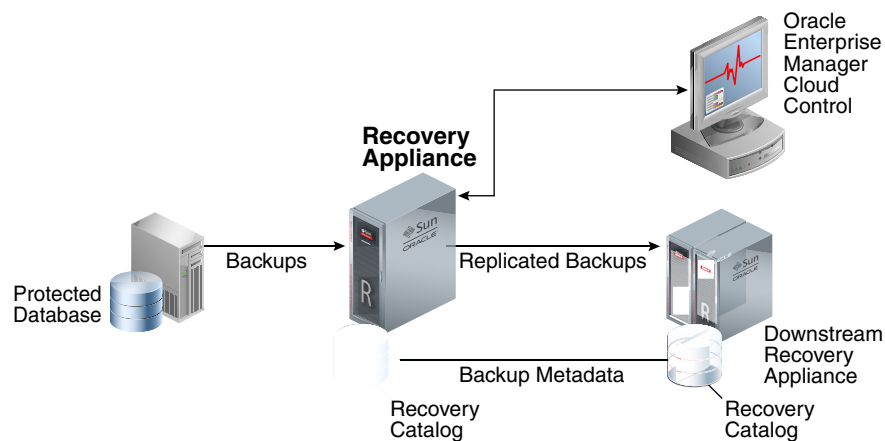 Oracle
Enterprise
Manager
Cloud
Control
Recovery
Appliance
Sun
ORACLE
Sun
ORACLE
Backups
Replicated Backups
Protected
Database
R
R
Downstream
Recovery
Appliance
Backup Metadata
Recovery
Catalog
Recovery
Catalog